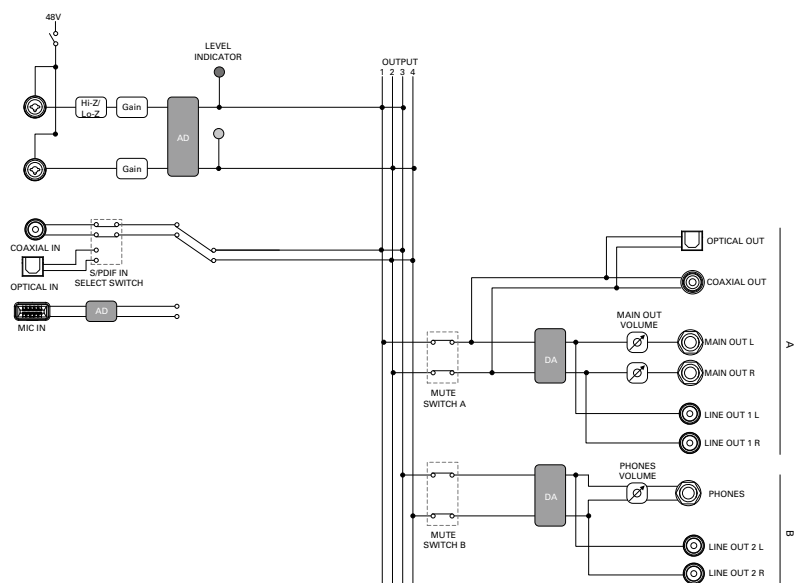 48V
LEVEL
INDICATOR
OUTPUT
1 2 3 4
Hi-Z/
Lo-Z
Gain
AD
Gain
COAXIAL IN
OPTICAL IN
S/PDIF IN
SELECT SWITCH
AD
MIC IN
OPTICAL OUT
COAXIAL OUT
MAIN OUT
VOLUME
DA
MAIN OUT L
MAIN OUT R
MUTE
SWITCH A
LINE OUT 1 L
LINE OUT 1 R
A
PHONES
VOLUME
DA
PHONES
MUTE
SWITCH B
LINE OUT 2 L
LINE OUT 2 R
B